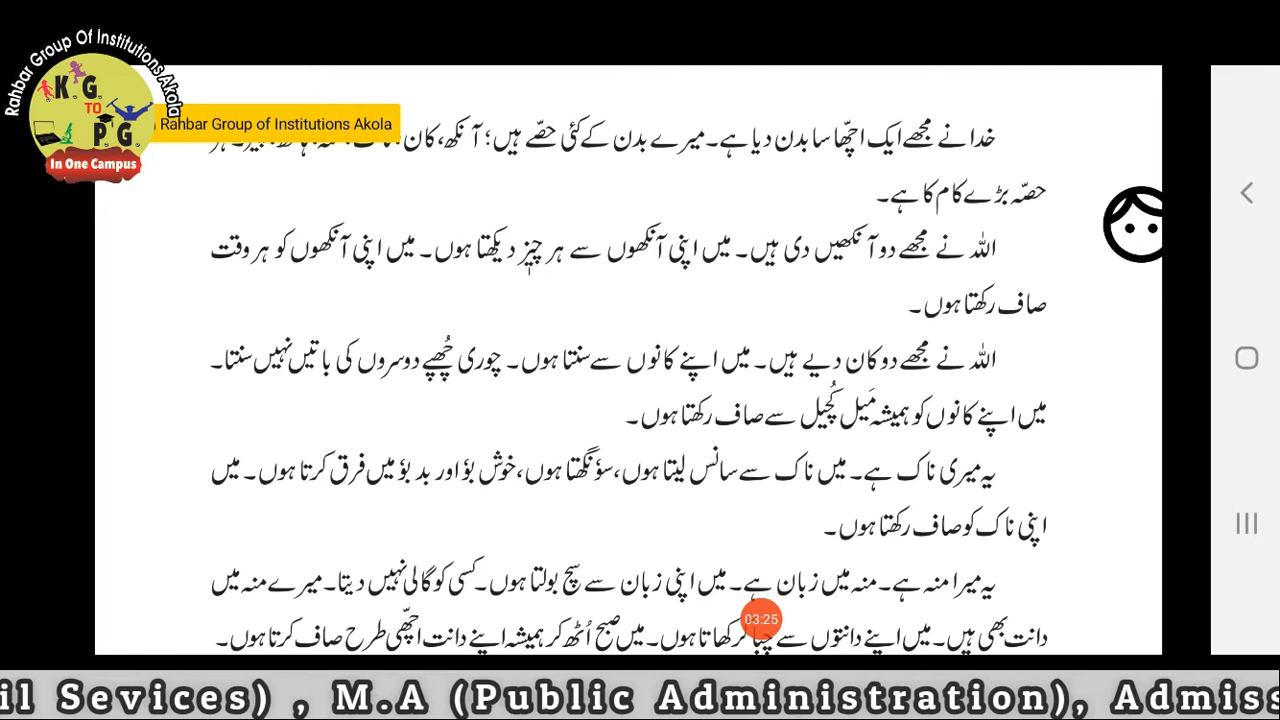 Rahbar Group Of Institutions Akola
K.G.
TO
P.G.
In One Campus
Rahbar Group of Institutions Akola
خدا نے مجھے ایک اچھّا سا بدن دیا ہے۔ میرے بدن کے کئی حصّے ہیں؛ آنکھ، کان،
حصّہ بڑے کام کا ہے۔
اللہ نے مجھے دو آنکھیں دی ہیں۔ میں اپنی آنکھوں سے ہر چیز دیکھتا ہوں۔ میں اپنی آنکھوں کو ہر وقت
صاف رکھتا ہوں۔
اللہ نے مجھے دو کان دیے ہیں۔ میں اپنے کانوں سے سنتا ہوں۔ چوری چُھپے دوسروں کی باتیں نہیں سنتا۔
میں اپنے کانوں کو ہمیشہ مَیل کُچیل سے صاف رکھتا ہوں۔
یہ میری ناک ہے۔ میں ناک سے سانس لیتا ہوں، سوٗنگھتا ہوں، خوش بوٗ اور بد بوٗ میں فرق کرتا ہوں۔ میں
اپنی ناک کو صاف رکھتا ہوں۔
یہ میرا منہ ہے۔ منہ میں زبان ہے۔ میں اپنی زبان سے سچ بولتا ہوں۔ کسی کو گالی نہیں دیتا۔ میرے منہ میں
دانت بھی ہیں۔ میں اپنے دانتوں سے چبا کر کھاتا ہوں۔ میں صبح اُٹھ کر ہمیشہ اپنے دانت اچھّی طرح صاف کرتا ہوں۔
03:25
il Sevices) , M.A (Public Administration), Admiss